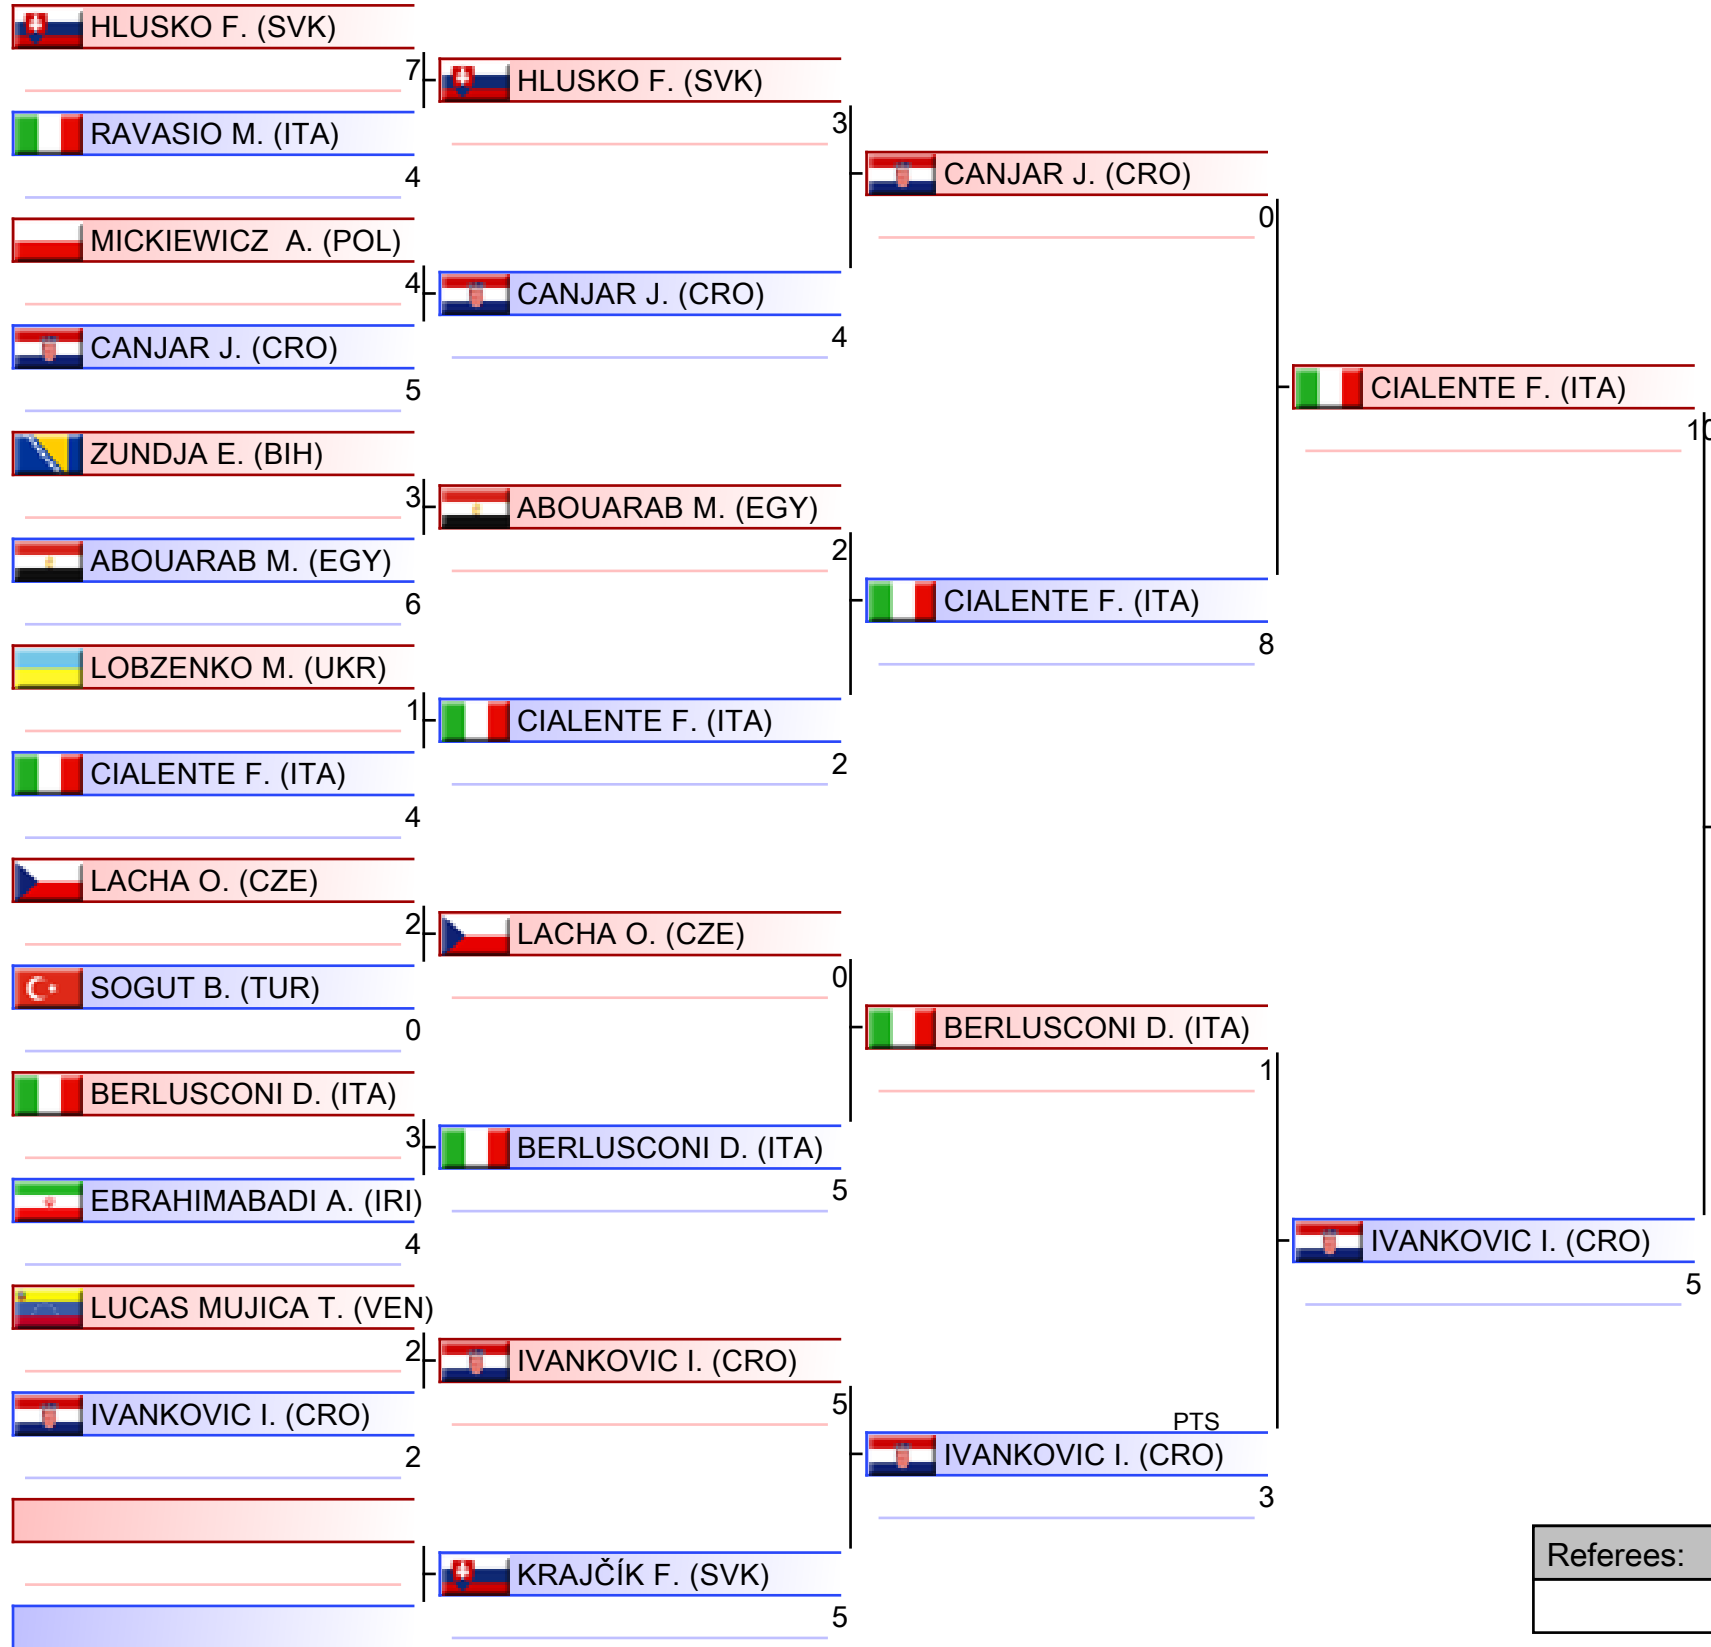 HLUSKO F. (SVK)
7
RAVASIO M. (ITA)
4
MICKIEWICZ  A. (POL)
4
CANJAR J. (CRO)
5
ZUNDJA E. (BIH)
3
ABOUARAB M. (EGY)
6
LOBZENKO M. (UKR)
1
CIALENTE F. (ITA)
4
LACHA O. (CZE)
2
SOGUT B. (TUR)
0
BERLUSCONI D. (ITA)
3
EBRAHIMABADI A. (IRI)
4
LUCAS MUJICA T. (VEN)
2
IVANKOVIC I. (CRO)
2
HLUSKO F. (SVK)
3
CANJAR J. (CRO)
4
ABOUARAB M. (EGY)
2
CIALENTE F. (ITA)
2
LACHA O. (CZE)
0
BERLUSCONI D. (ITA)
5
IVANKOVIC I. (CRO)
5
KRAJČÍK F. (SVK)
5
CANJAR J. (CRO)
0
CIALENTE F. (ITA)
8
BERLUSCONI D. (ITA)
1
PTS
IVANKOVIC I. (CRO)
3
CIALENTE F. (ITA)
10
IVANKOVIC I. (CRO)
5
Referees: